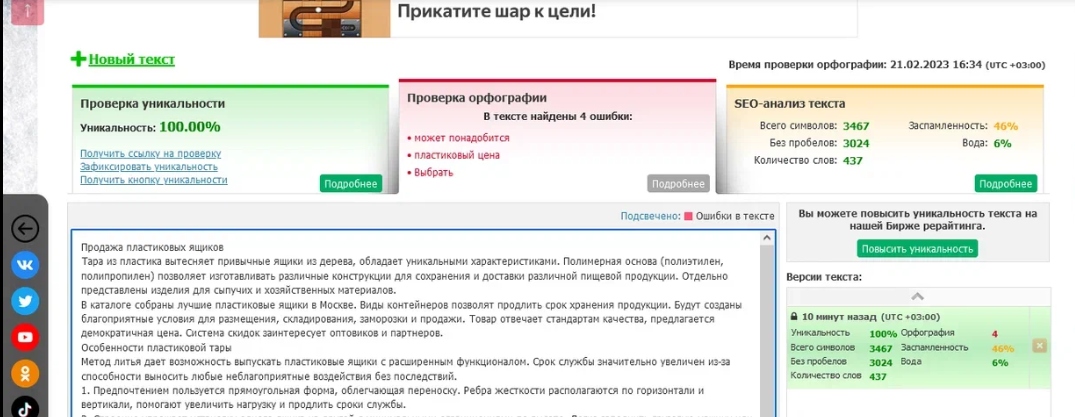 Прикатите шар к цели!
Новый текст
Время проверки орфографии: 21.02.2023 16:34 (UTC +03:00)
Проверка уникальности
Уникальность: 100.00%
Получить ссылку на проверку
Зафиксировать уникальность
Получить кнопку уникальности
Подробнее
Проверка орфографии
В тексте найдены 4 ошибки:
• может понадобится
• пластиковый цена
• Выбрать
Подробнее
SEO-анализ текста
Всего символов: 3467 Заспамленность: 46%
Без пробелов: 3024 Вода: 6%
Количество слов: 437
Подробнее
Подсвечено: Ошибки в тексте
Продажа пластиковых ящиков
Тара из пластика вытесняет привычные ящики из дерева, обладает уникальными характеристиками. Полимерная основа (полиэтилен,
полипропилен) позволяет изготавливать различные конструкции для сохранения и доставки различной пищевой продукции. Отдельно
представлены изделия для сыпучих и хозяйственных материалов.
В каталоге собраны лучшие пластиковые ящики в Москве. Виды контейнеров позволят продлить срок хранения продукции. Будут созданы
благоприятные условия для размещения, складирования, заморозки и продажи. Товар отвечает стандартам качества, предлагается
демократичная цена. Система скидок заинтересует оптовиков и партнеров.
Особенности пластиковой тары
Метод литья дает возможность выпускать пластиковые ящики с расширенным функционалом. Срок службы значительно увеличен из-за
способности выносить любые неблагоприятные воздействия без последствий.
1. Предпочтением пользуется прямоугольная форма, облегчающая переноску. Ребра жесткости располагаются по горизонтали и
вертикали, помогают увеличить нагрузку и продлить сроки службы.
Вы можете повысить уникальность текста на
нашей Бирже рерайтинга.
Повысить уникальность
Версии текста:
10 минут назад (UTC +03:00)
Уникальность 100% Орфография 4
Всего символов 3467 Заспамленность 46%
Без пробелов 3024 Вода 6%
Количество слов 437